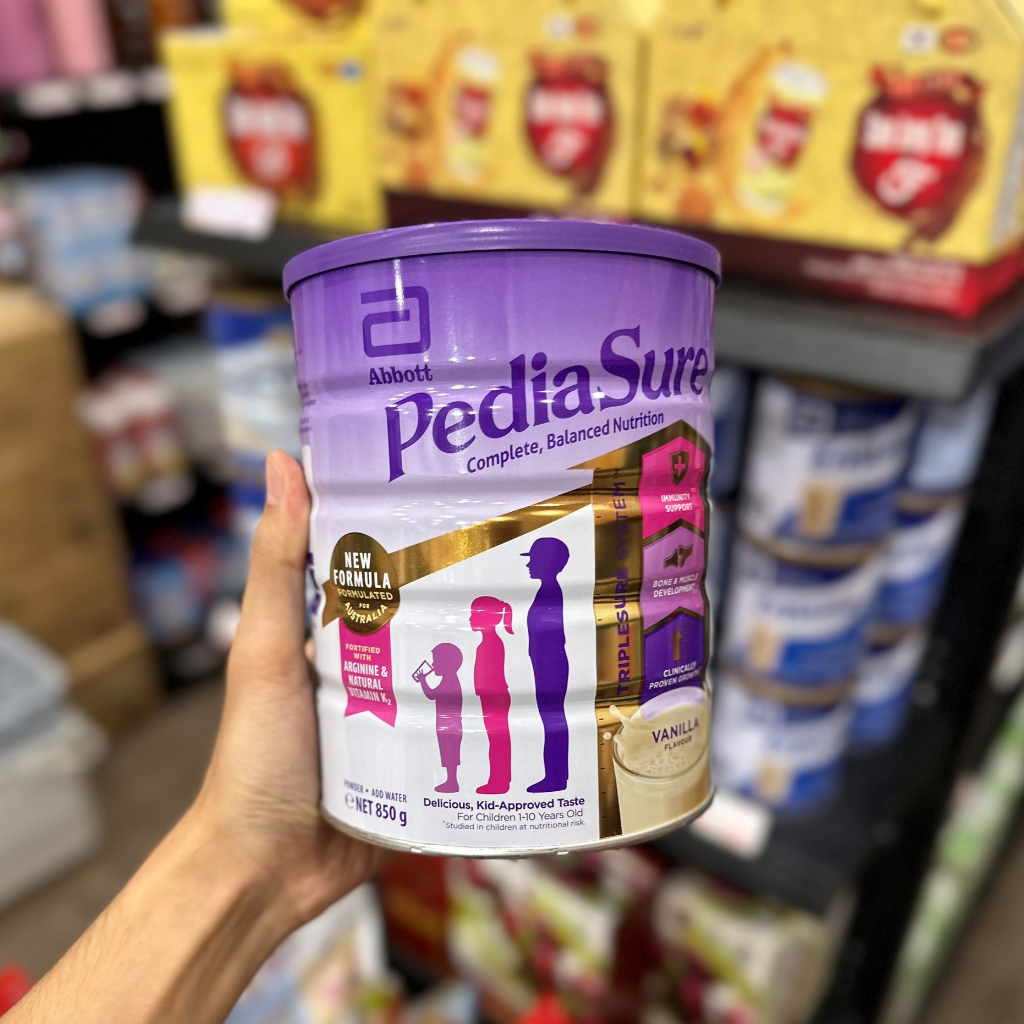 Abbott
PediaSure
Complete, Balanced Nutrition
IMMUNITY
SUPPORT
BONE & MUSCLE
DEVELOPMENT
CLINICALLY
PROVEN GROWTH
TRIPLESURE SYSTEM
NEW
FORMULA
FORMULATED
FOR
AUSTRALIA
FORTIFIED
WITH
ARGININE &
NATURAL
VITAMIN K2
VANILLA
FLAVOUR
POWDER • ADD WATER
℮ NET 850 g
Delicious, Kid-Approved Taste
For Children 1-10 Years Old
*Studied in children at nutritional risk.